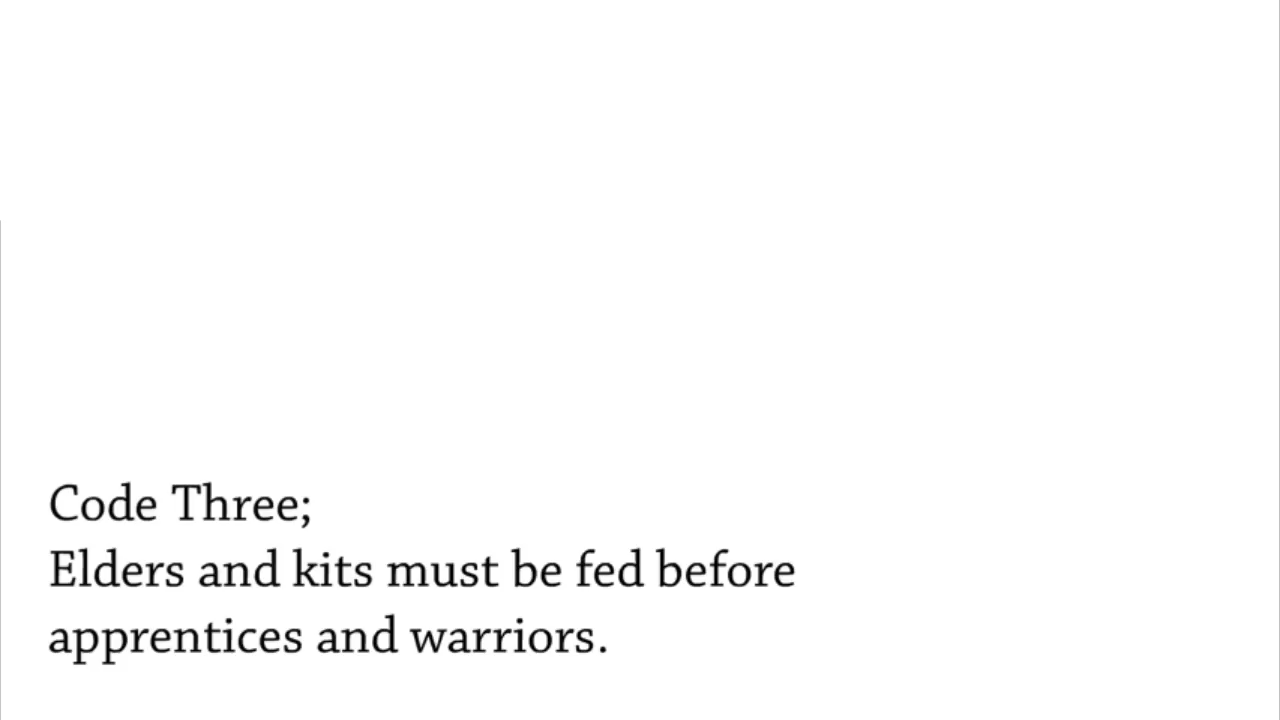 Code Three;
Elders and kits must be fed before
apprentices and warriors.